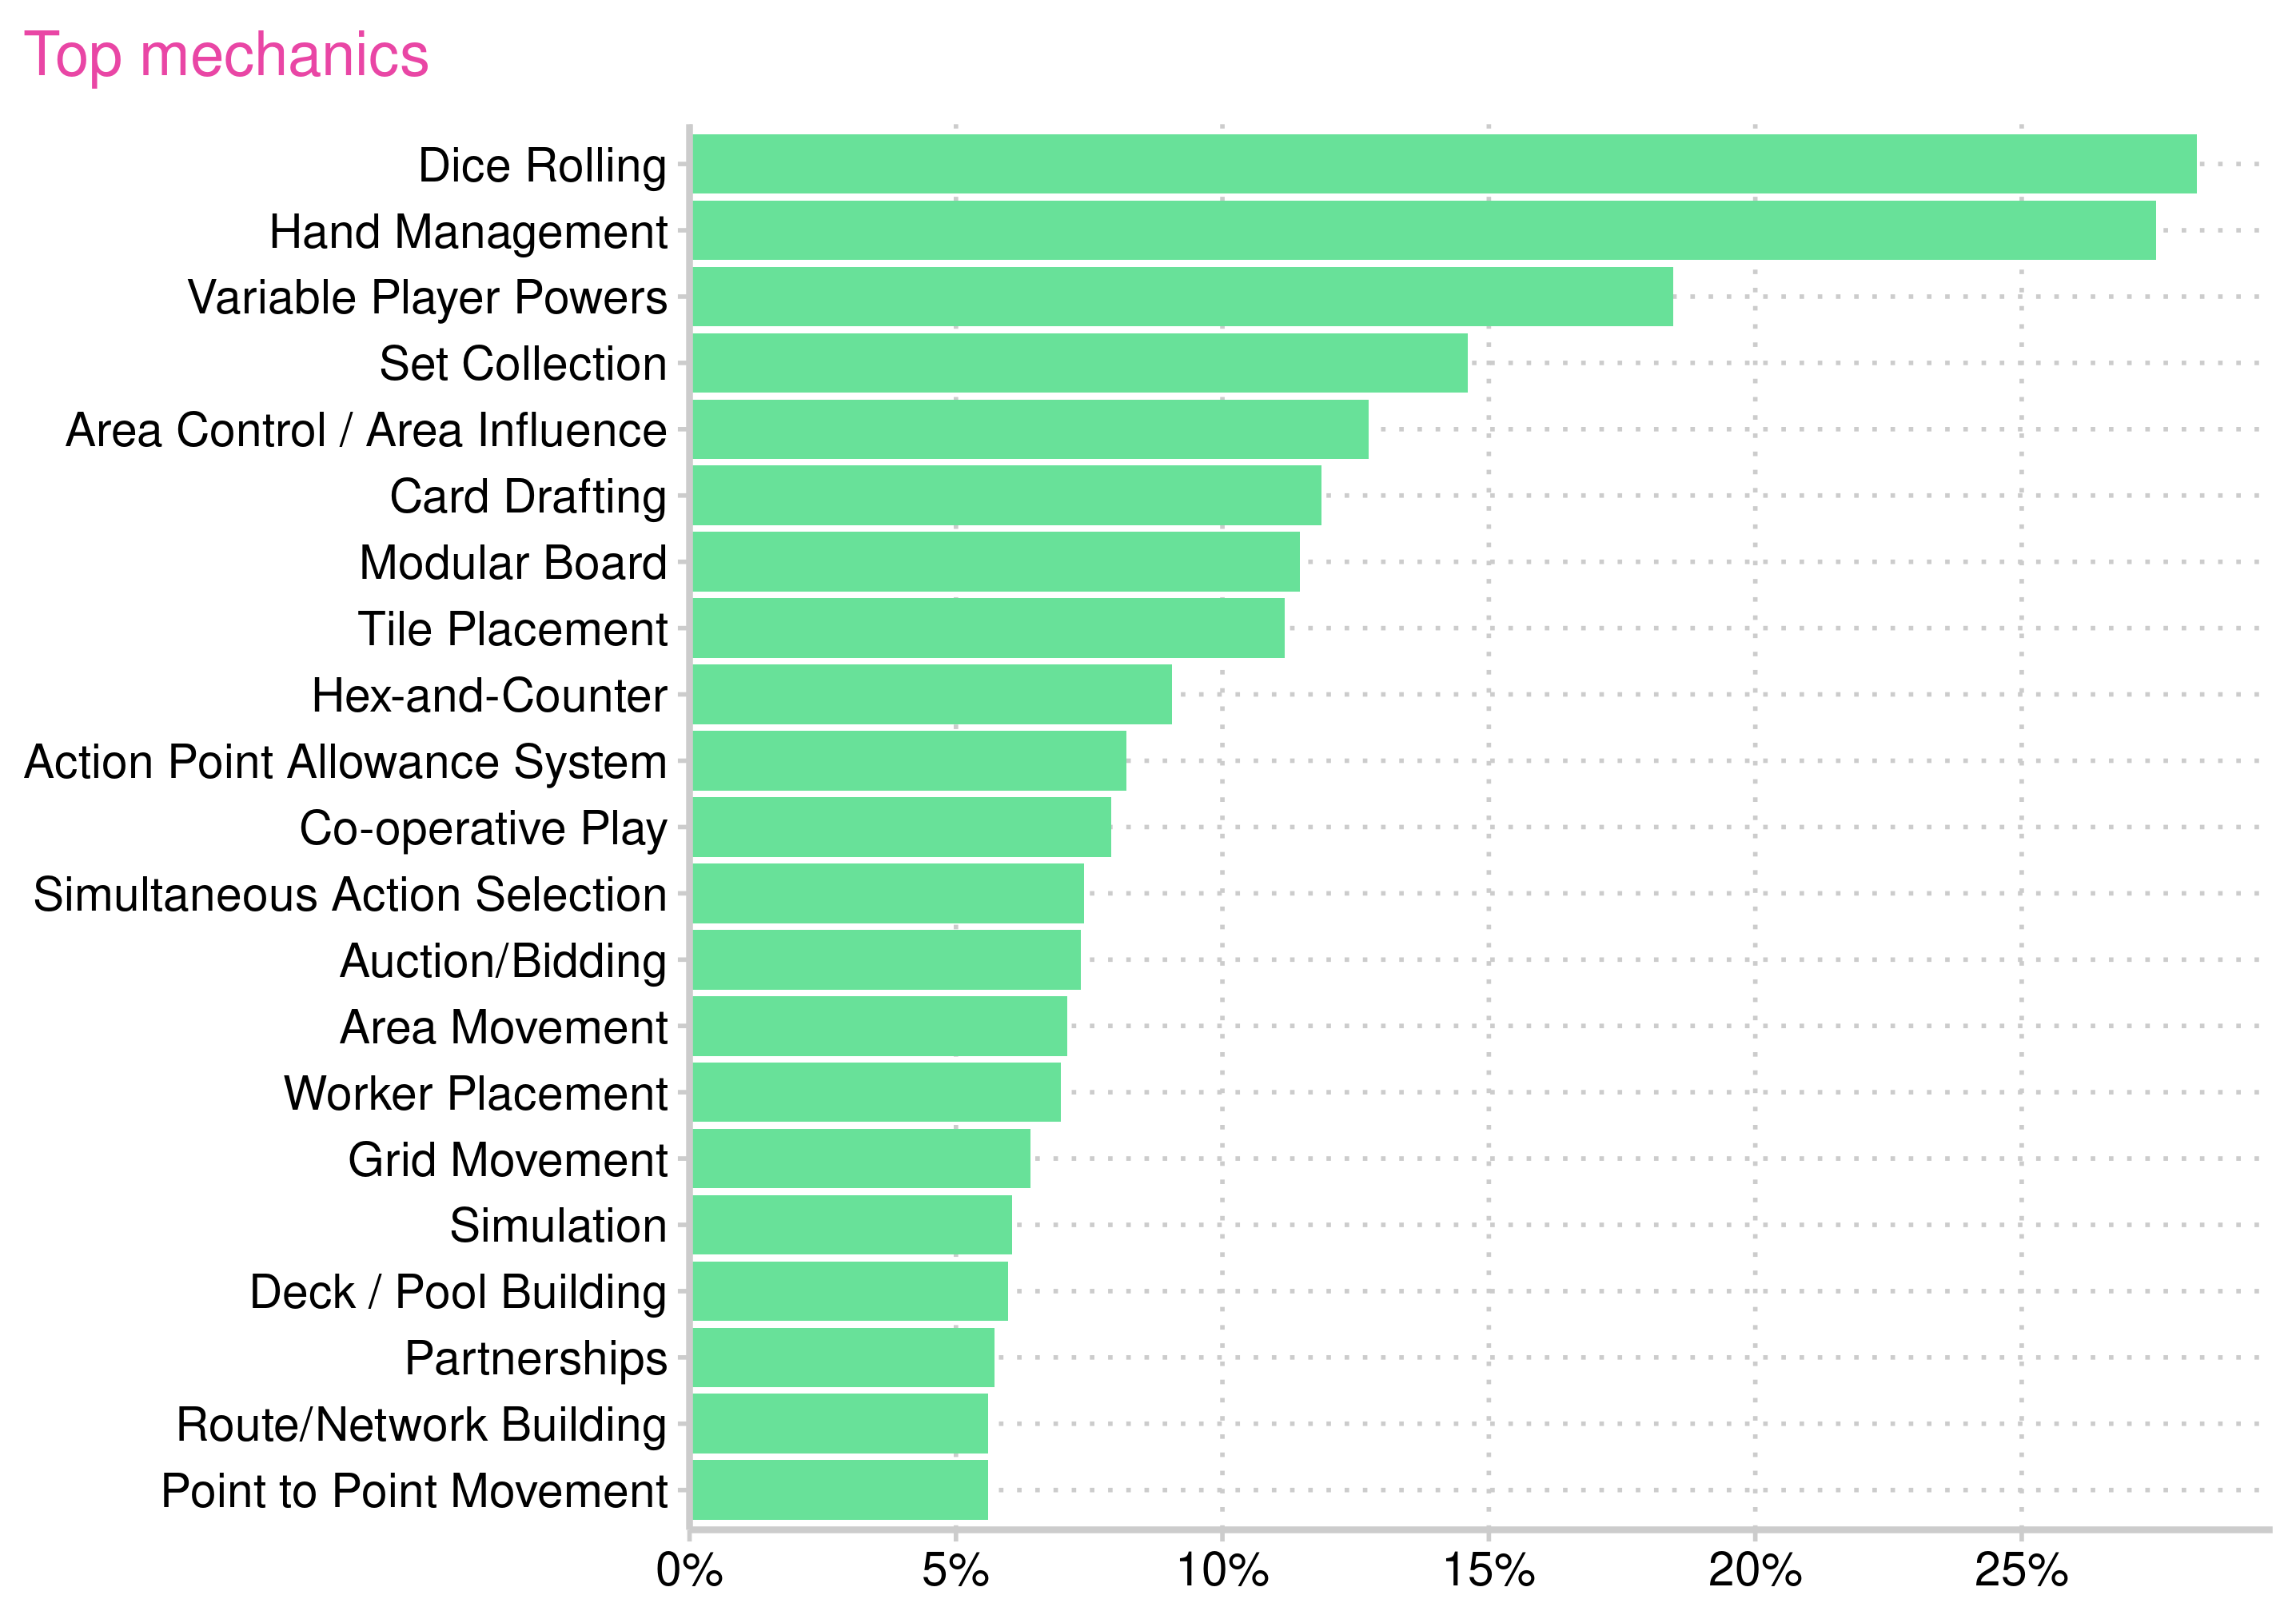 Top mechanics
Dice Rolling
Hand Management
Variable Player Powers
Set Collection
Area Control / Area Influence
Card Drafting
Modular Board
Tile Placement
Hex-and-Counter
Action Point Allowance System
Co-operative Play
Simultaneous Action Selection
Auction/Bidding
Area Movement
Worker Placement
Grid Movement
Simulation
Deck / Pool Building
Partnerships
Route/Network Building
Point to Point Movement
0% 5% 10% 15% 20% 25%